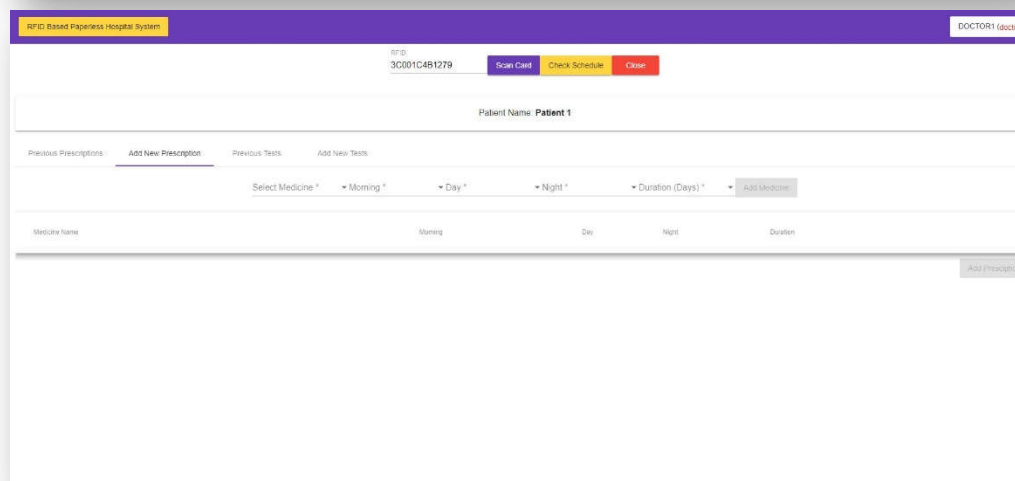 RFID Based Paperless Hospital System
DOCTOR1
RFID
3C001C4B1279 Scan Card Check Schedule Close
Patient Name: Patient 1
Previous Prescriptions Add New Prescription Previous Tests Add New Tests
Select Medicine * Morning * Day * Night * Duration (Days) * Add Medicine
Medicine Name Morning Day Night Duration
Add